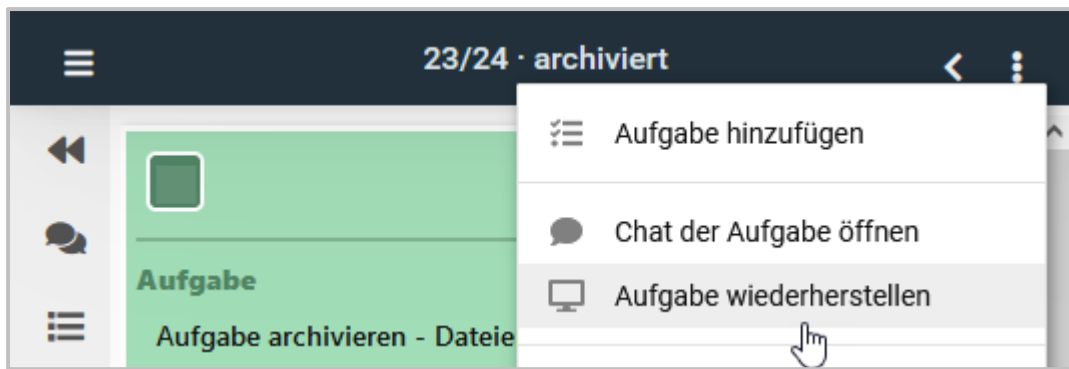 23/24 · archiviert
Aufgabe hinzufügen
Chat der Aufgabe öffnen
Aufgabe wiederherstellen
Aufgabe
Aufgabe archivieren - Dateie